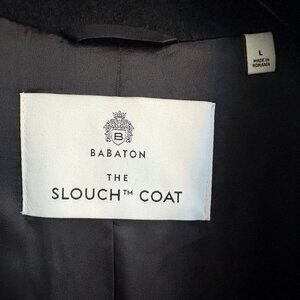 L
MADE IN
ROMANIA
B
BABATON
THE
SLOUCH™ COAT